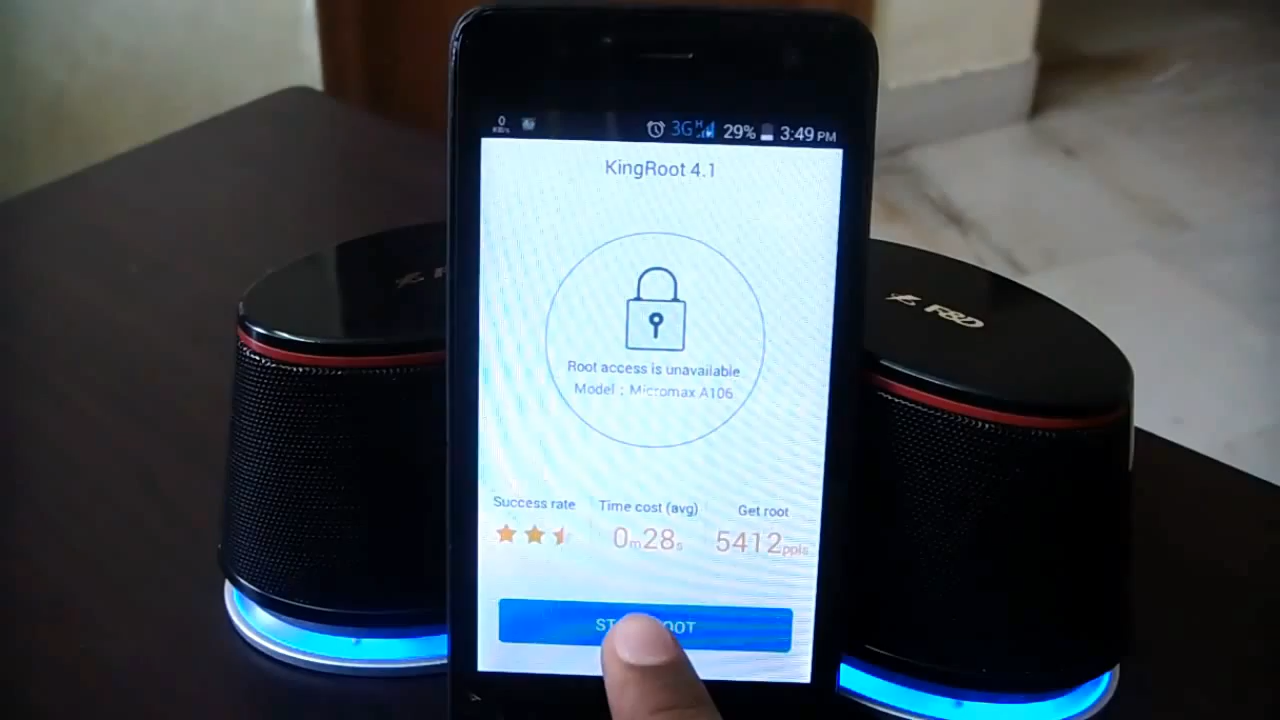 0
3G H 29% 3:49 PM
KingRoot 4.1
Root access is unavailable
Model : Micromax A106
Success rate Time cost (avg) Get root
0m28s 5412ppls
F&D